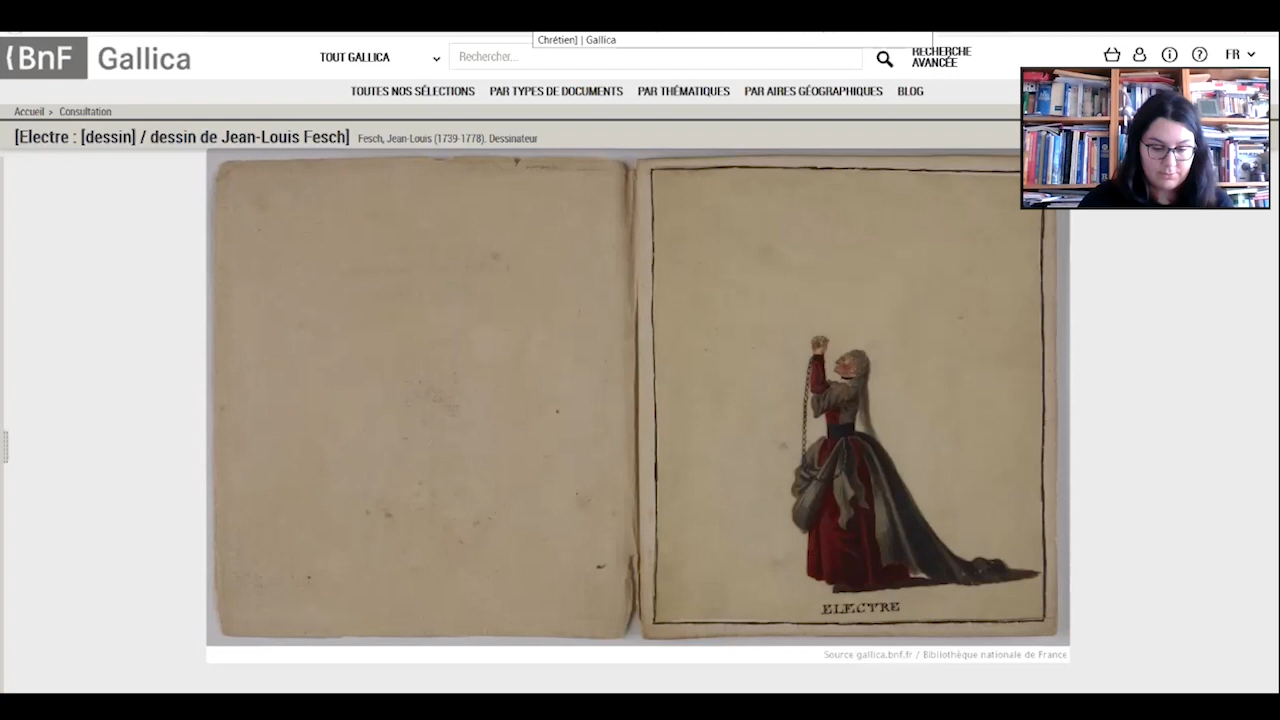 Chrétien] | Gallica
BnF Gallica
TOUT GALLICA
Rechercher...
RECHERCHE
AVANCÉE
FR
TOUTES NOS SÉLECTIONS PAR TYPES DE DOCUMENTS PAR THÉMATIQUES PAR AIRES GÉOGRAPHIQUES BLOG
Accueil > Consultation
[Electre : [dessin] / dessin de Jean-Louis Fesch] Fesch, Jean-Louis (1739-1778). Dessinateur
ELECTRE
Source gallica.bnf.fr / Bibliothèque nationale de France